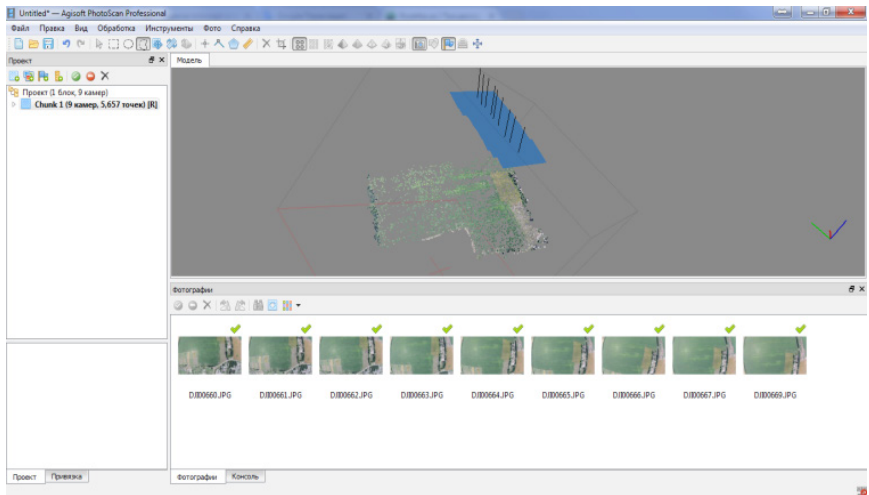 Untitled* — Agisoft PhotoScan Professional
Файл Правка Вид Обработка Инструменты Фото Справка
Проект
Модель
Проект (1 блок, 9 камер)
Chunk 1 (9 камер, 5,657 точек) [R]
Фотографии
DJI00660.JPG DJI00661.JPG DJI00662.JPG DJI00663.JPG DJI00664.JPG DJI00665.JPG DJI00666.JPG DJI00667.JPG DJI00669.JPG
Проект Привязка Фотографии Консоль